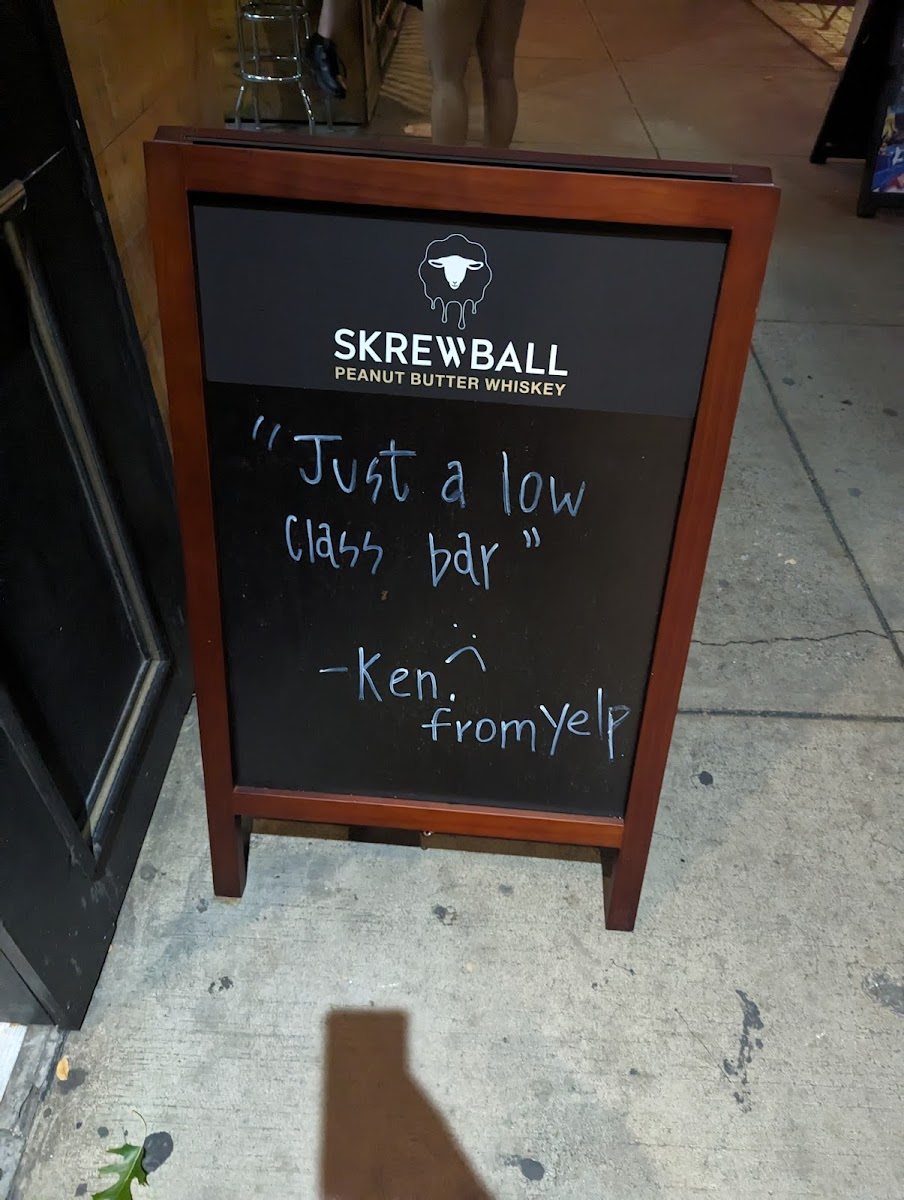 SKREWBALL
PEANUT BUTTER WHISKEY
"Just a low
class bar"
-Ken.
from yelp